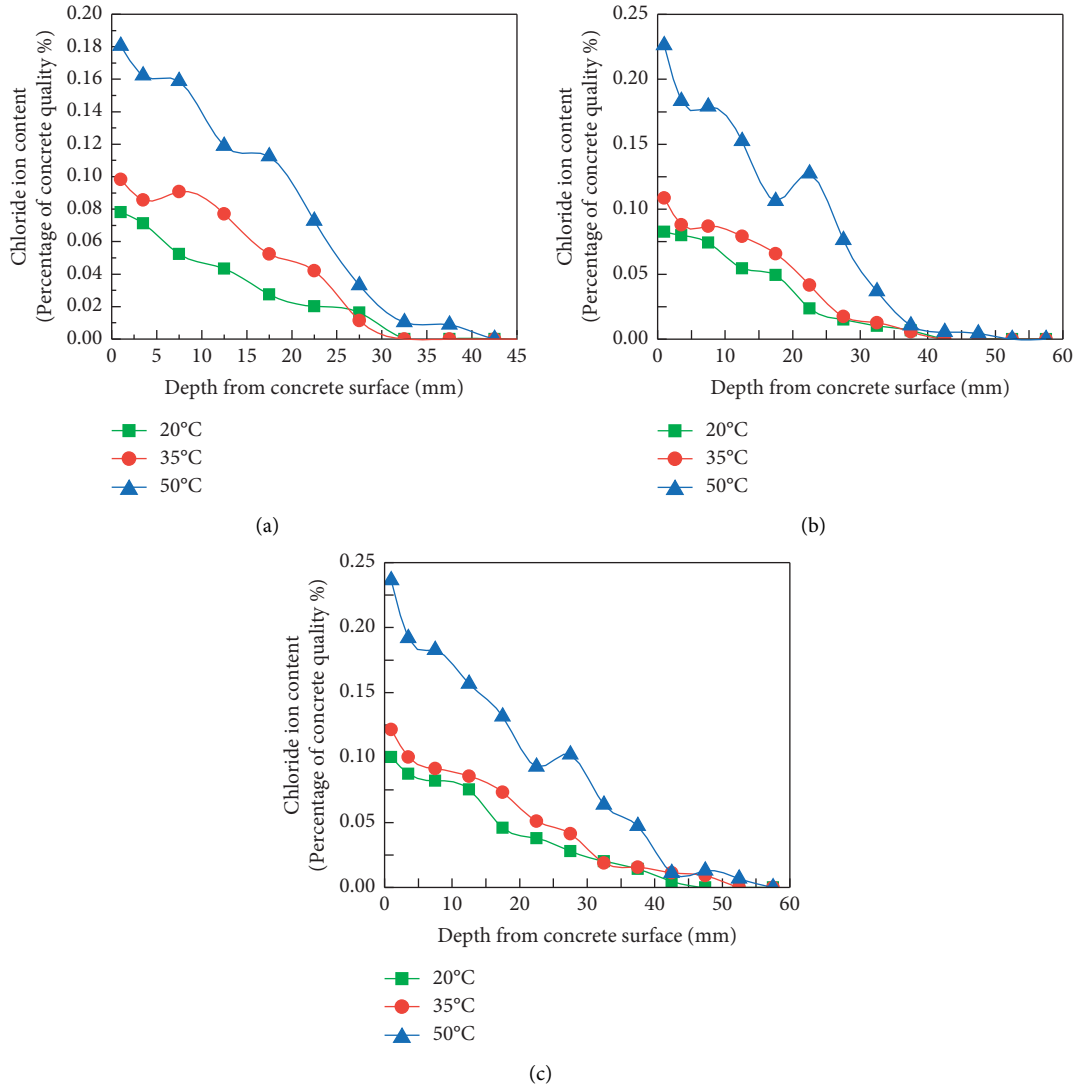 Chloride ion content
(Percentage of concrete quality %)
0.20
0.18
0.16
0.14
0.12
0.10
0.08
0.06
0.04
0.02
0.00
0 5 10 15 20 25 30 35 40 45
Depth from concrete surface (mm)
20°C
35°C
50°C
(a)
Chloride ion content
(Percentage of concrete quality %)
0.25
0.20
0.15
0.10
0.05
0.00
0 10 20 30 40 50 60
Depth from concrete surface (mm)
20°C
35°C
50°C
(b)
Chloride ion content
(Percentage of concrete quality %)
0.25
0.20
0.15
0.10
0.05
0.00
0 10 20 30 40 50 60
Depth from concrete surface (mm)
20°C
35°C
50°C
(c)